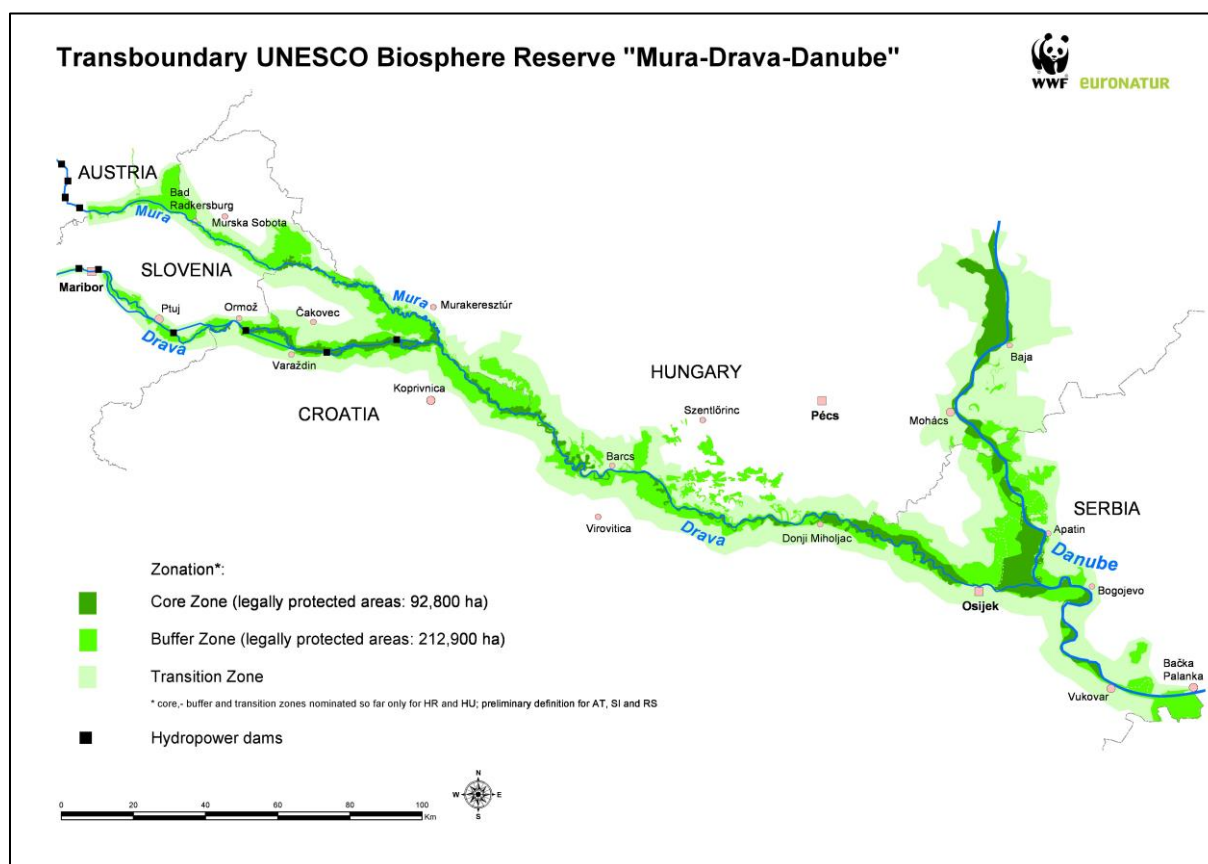 Transboundary UNESCO Biosphere Reserve "Mura-Drava-Danube"
WWF
euronatur
AUSTRIA
Bad
Radkersburg
Mura
Murska Sobota
SLOVENIA
Maribor
Ptuj
Ormož
Čakovec
Mura
Murakeresztúr
Drava
Varaždin
Koprivnica
CROATIA
HUNGARY
Baja
Szentlőrinc
Pécs
Mohács
Barcs
Virovitica
Drava
Donji Miholjac
SERBIA
Apatin
Danube
Bogojevo
Osijek
Bačka
Palanka
Vukovar
Zonation*:
Core Zone (legally protected areas: 92,800 ha)
Buffer Zone (legally protected areas: 212,900 ha)
Transition Zone
* core,- buffer and transition zones nominated so far only for HR and HU; preliminary definition for AT, SI and RS
Hydropower dams
0 20 40 60 80 100
Km
N
W E
S